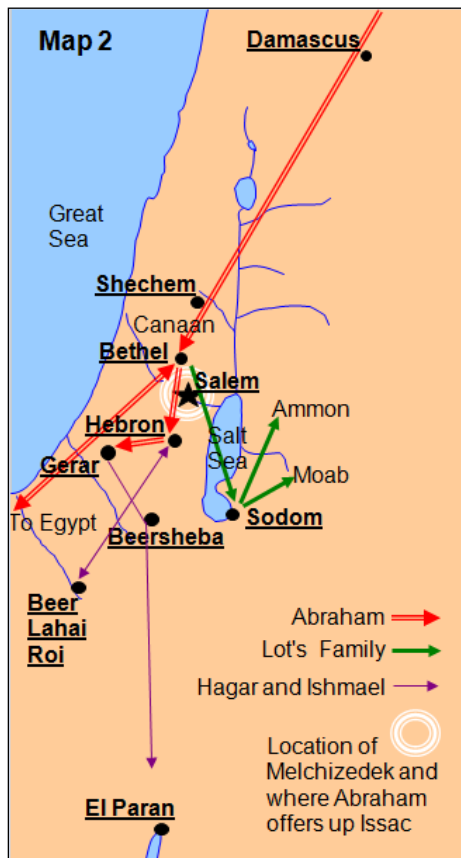 Map 2
Damascus
Great
Sea
Shechem
Canaan
Bethel
Salem
Ammon
Hebron
Salt
Sea
Gerar
Moab
To Egypt
Sodom
Beersheba
Beer
Lahai
Roi
Abraham
Lot's Family
Hagar and Ishmael
Location of
Melchizedek and
where Abraham
offers up Issac
El Paran